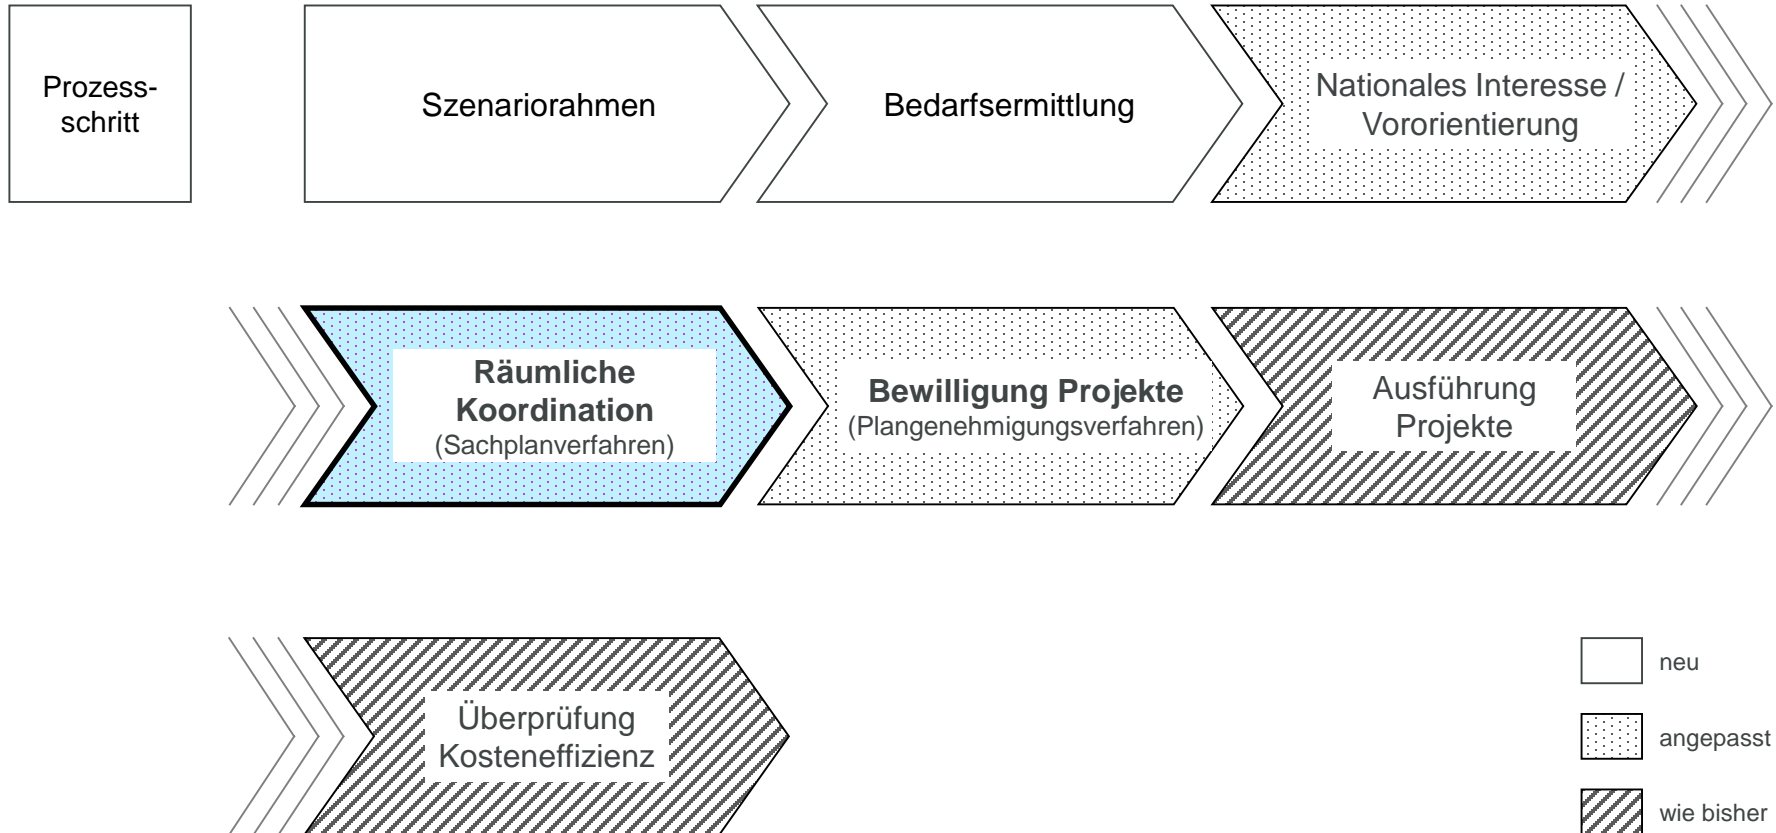 Prozess-
schritt
Szenariorahmen
Bedarfsermittlung
Nationales Interesse /
Vororientierung
Räumliche
Koordination
(Sachplanverfahren)
Bewilligung Projekte
(Plangenehmigungsverfahren)
Ausführung
Projekte
Überprüfung
Kosteneffizienz
neu
angepasst
wie bisher